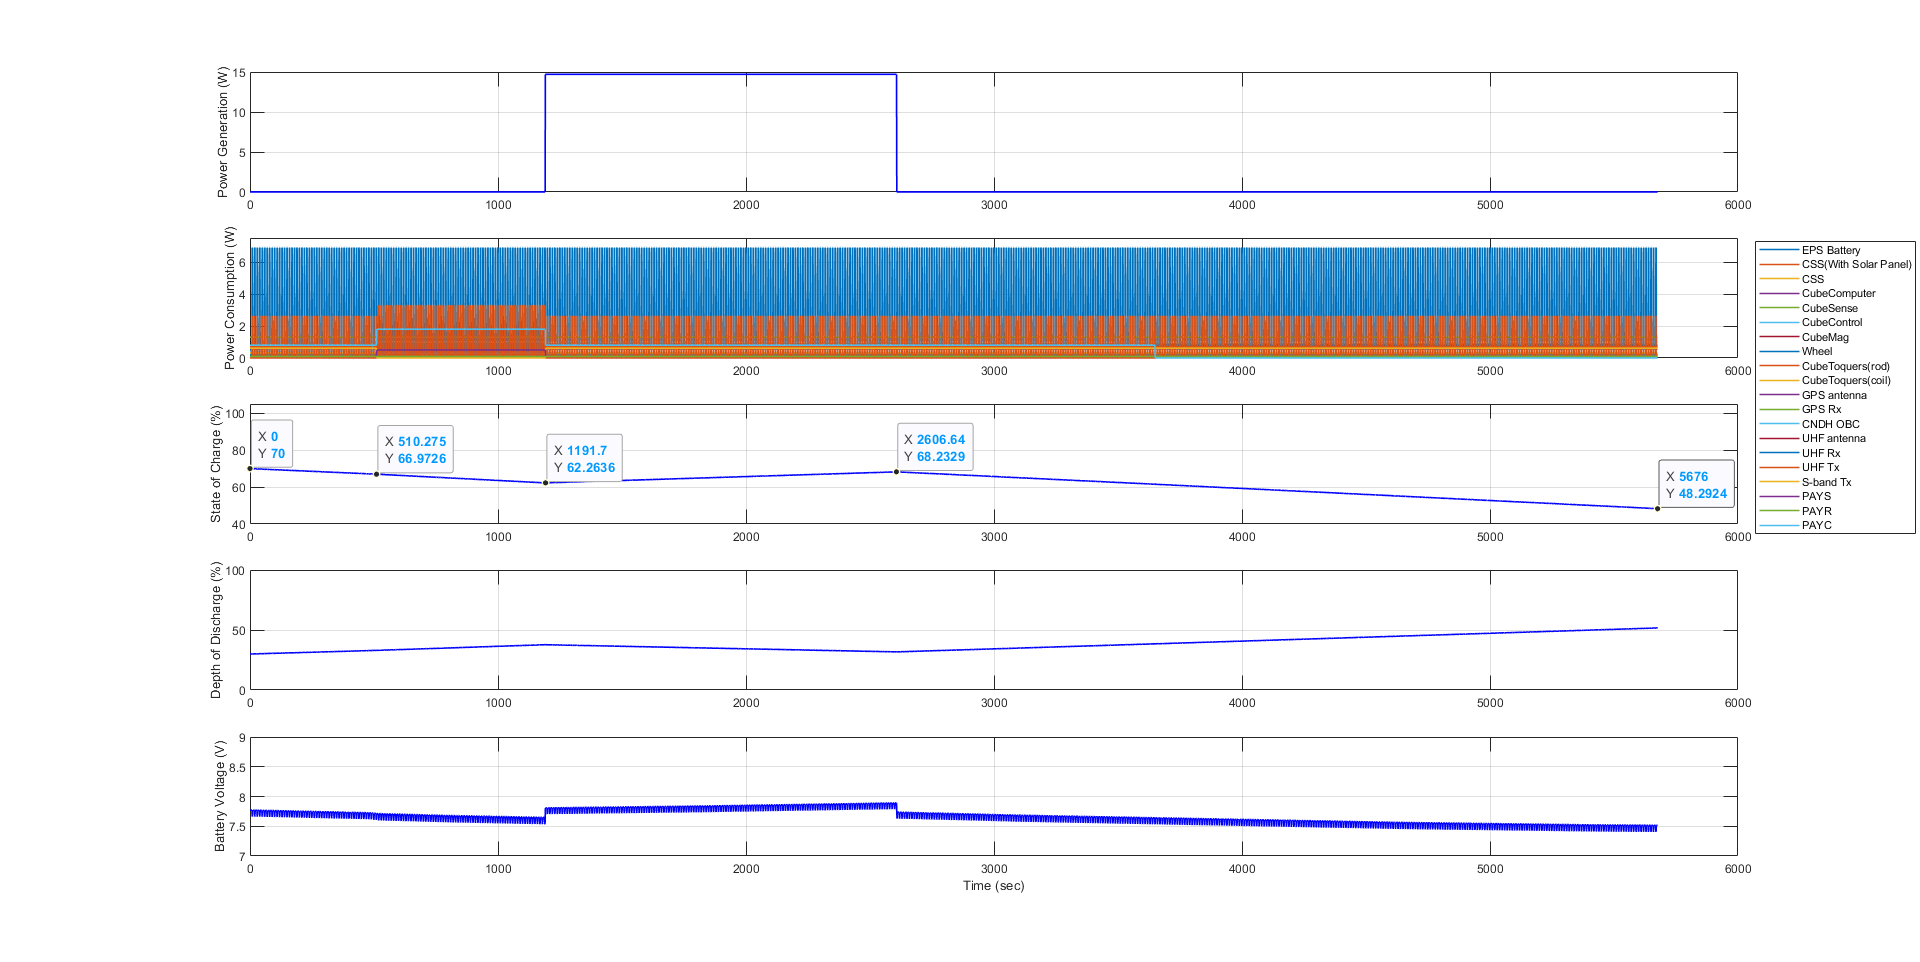 Power Generation (W)
15
10
5
0
0 1000 2000 3000 4000 5000 6000
Power Consumption (W)
6
4
2
0
0 1000 2000 3000 4000 5000 6000
EPS Battery
CSS(With Solar Panel)
CSS
CubeComputer
CubeSense
CubeControl
CubeMag
Wheel
CubeToquers(rod)
CubeToquers(coil)
GPS antenna
GPS Rx
CNDH OBC
UHF antenna
UHF Rx
UHF Tx
S-band Tx
PAYS
PAYR
PAYC
State of Charge (%)
100
80
60
40
X 0
Y 70
X 510.275
Y 66.9726
X 1191.7
Y 62.2636
X 2606.64
Y 68.2329
X 5676
Y 48.2924
0 1000 2000 3000 4000 5000 6000
Depth of Discharge (%)
100
50
0
0 1000 2000 3000 4000 5000 6000
Battery Voltage (V)
9
8.5
8
7.5
7
0 1000 2000 3000 4000 5000 6000
Time (sec)